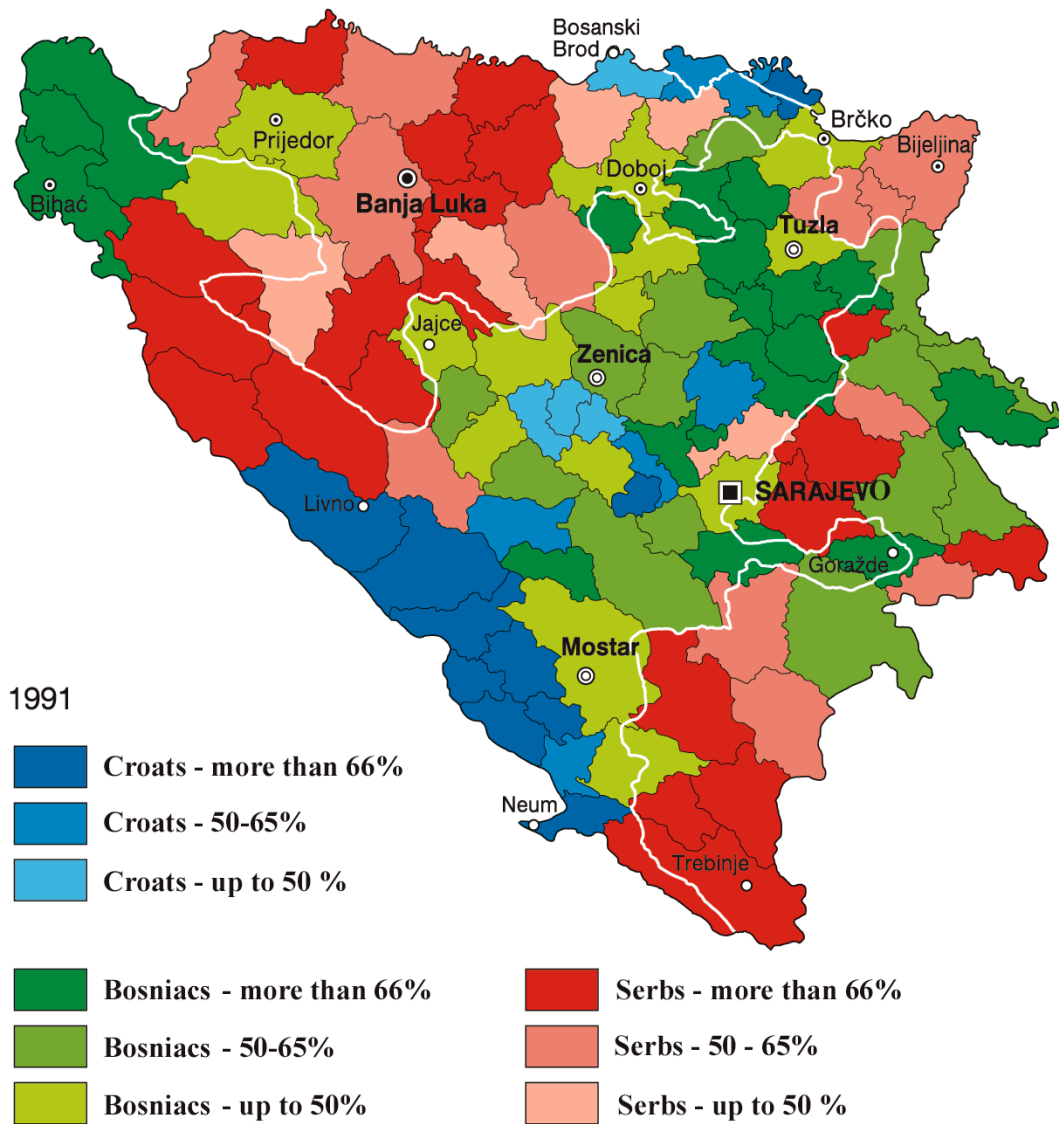 Bosanski
Brod
Prijedor
Brčko
Bijeljina
Bihać
Banja Luka
Doboj
Tuzla
Jajce
Zenica
Livno
SARAJEVO
Goražde
Mostar
1991
Neum
Trebinje
Croats - more than 66%
Croats - 50-65%
Croats - up to 50 %
Bosniacs - more than 66%
Bosniacs - 50-65%
Bosniacs - up to 50%
Serbs - more than 66%
Serbs - 50 - 65%
Serbs - up to 50 %